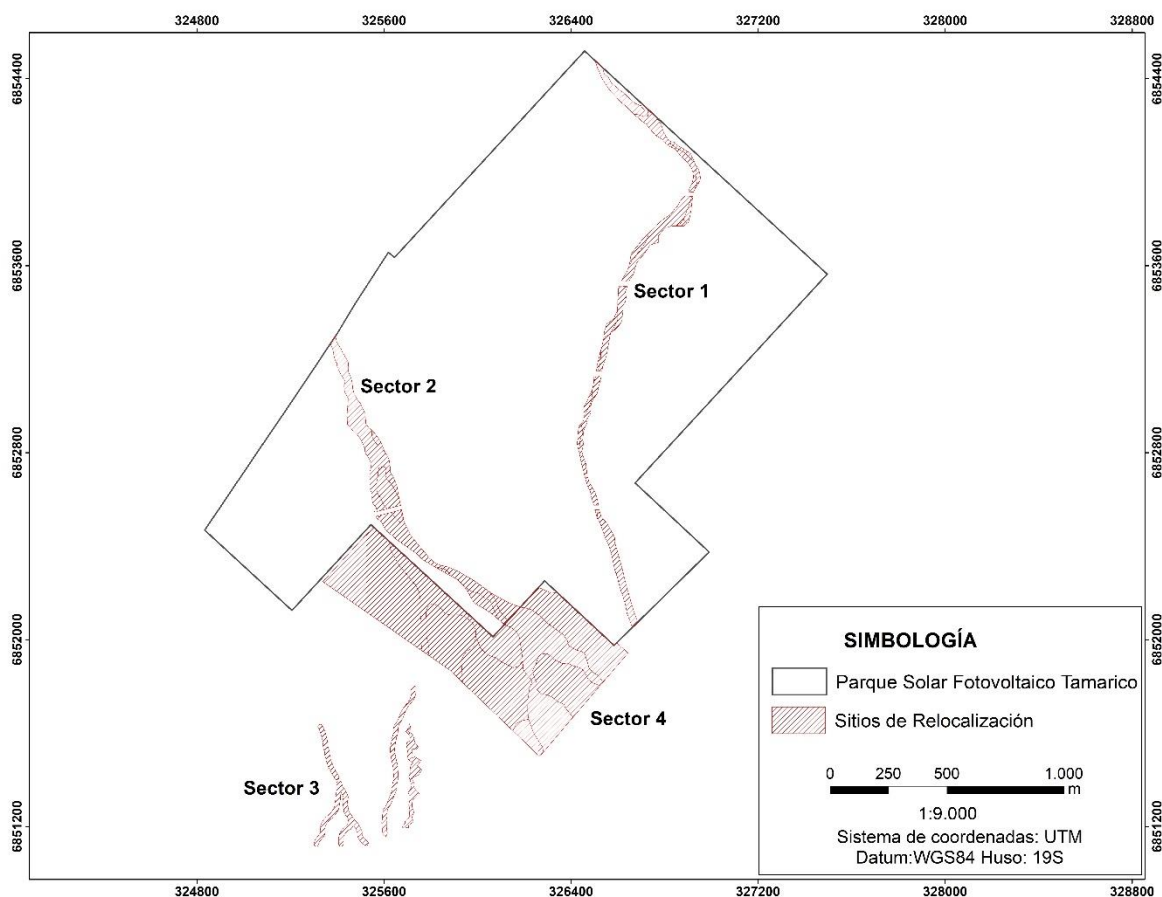 324800 325600 326400 327200 328000 328800
6854400 6854400
6853600 6853600
Sector 1
Sector 2
6852800 6852800
6852000 6852000
Sector 4
Sector 3
6851200 6851200
SIMBOLOGÍA
Parque Solar Fotovoltaico Tamarico
Sitios de Relocalización
0 250 500 1.000
m
1:9.000
Sistema de coordenadas: UTM
Datum:WGS84 Huso: 19S
324800 325600 326400 327200 328000 328800